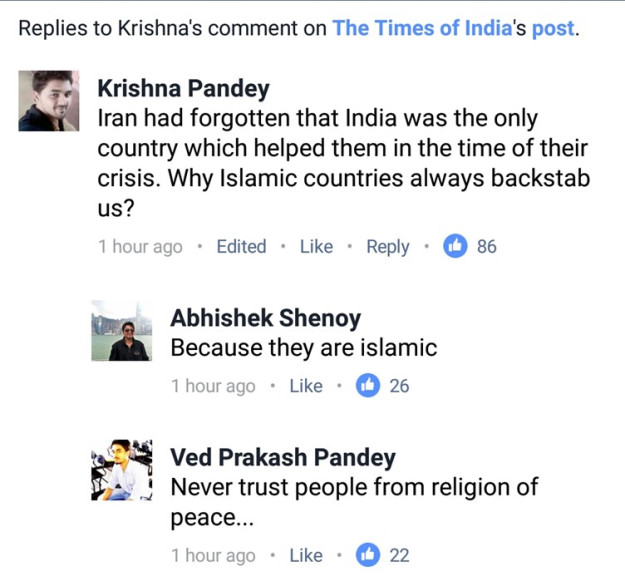 Replies to Krishna's comment on The Times of India's post.
Krishna Pandey
Iran had forgotten that India was the only
country which helped them in the time of their
crisis. Why Islamic countries always backstab
us?
1 hour ago • Edited • Like • Reply • 86
Abhishek Shenoy
Because they are islamic
1 hour ago • Like • 26
Ved Prakash Pandey
Never trust people from religion of
peace...
1 hour ago • Like • 22